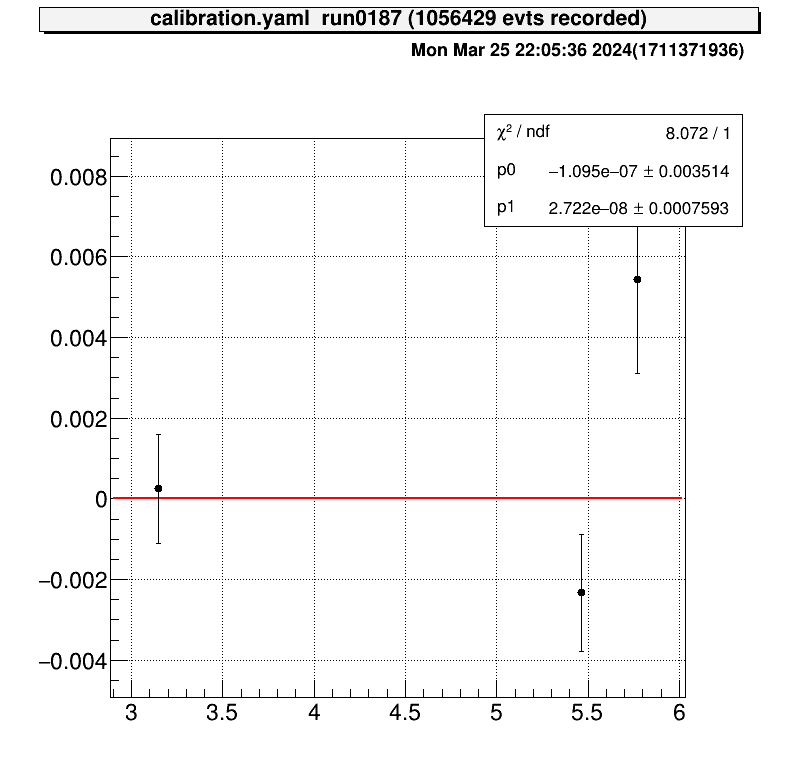 calibration.yaml run0187 (1056429 evts recorded)
Mon Mar 25 22:05:36 2024(1711371936)
χ² / ndf 8.072 / 1
p0 −1.095e−07 ± 0.003514
p1 2.722e−08 ± 0.0007593
0.008
0.006
0.004
0.002
0
−0.002
−0.004
3 3.5 4 4.5 5 5.5 6